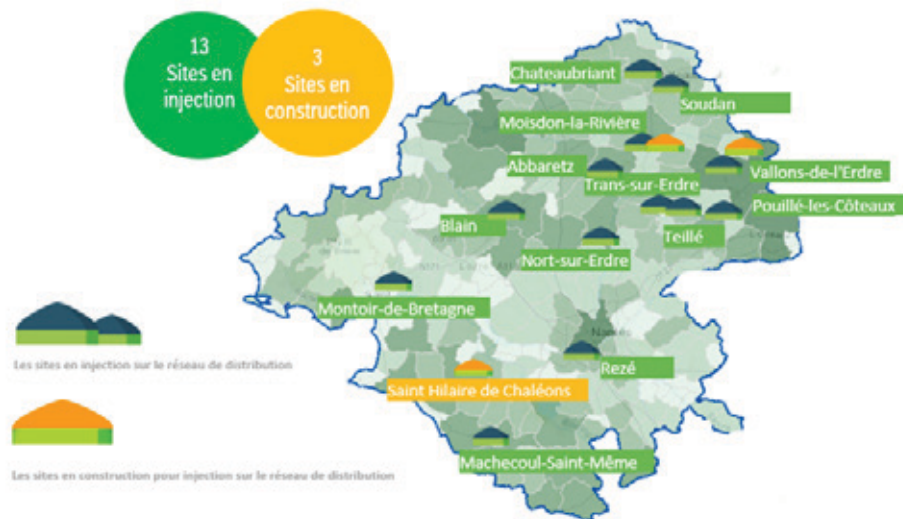 13
Sites en
injection
3
Sites en
construction
Chateaubriant
Soudan
Moisdon-la-Rivière
Abbaretz
Trans-sur-Erdre
Vallons-de-l'Erdre
Pouillé-les-Côteaux
Blain
Teillé
Nort-sur-Erdre
Montoir-de-Bretagne
Nantes
Rezé
Saint Hilaire de Chaléons
Machecoul-Saint-Même
Les sites en injection sur le réseau de distribution
Les sites en construction pour injection sur le réseau de distribution